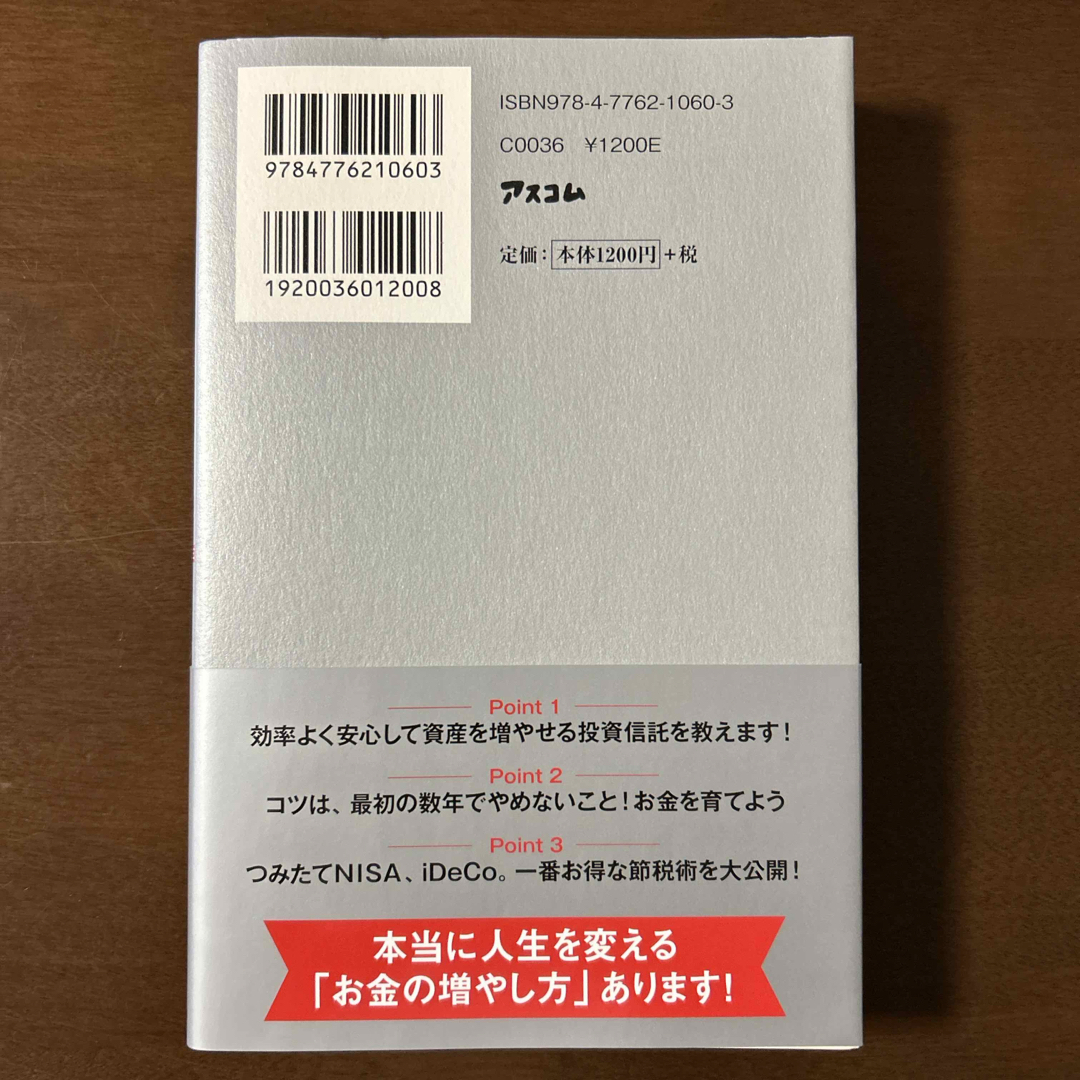 9784776210603
1920036012008
ISBN978-4-7762-1060-3
C0036 ¥1200E
アスコム
定価：本体1200円+税
Point 1
効率よく安心して資産を増やせる投資信託を教えます！
Point 2
コツは、最初の数年でやめないこと！お金を育てよう
Point 3
つみたてNISA、iDeCo。一番お得な節税術を大公開！
本当に人生を変える
「お金の増やし方」あります！